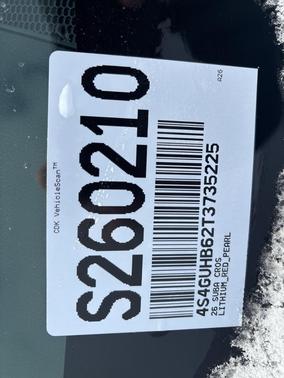 CDK VehicleScan™
S260210
4S4GUHB62T3735225
26 SUBA CROS
LITHIUM_RED_PEARL
A26